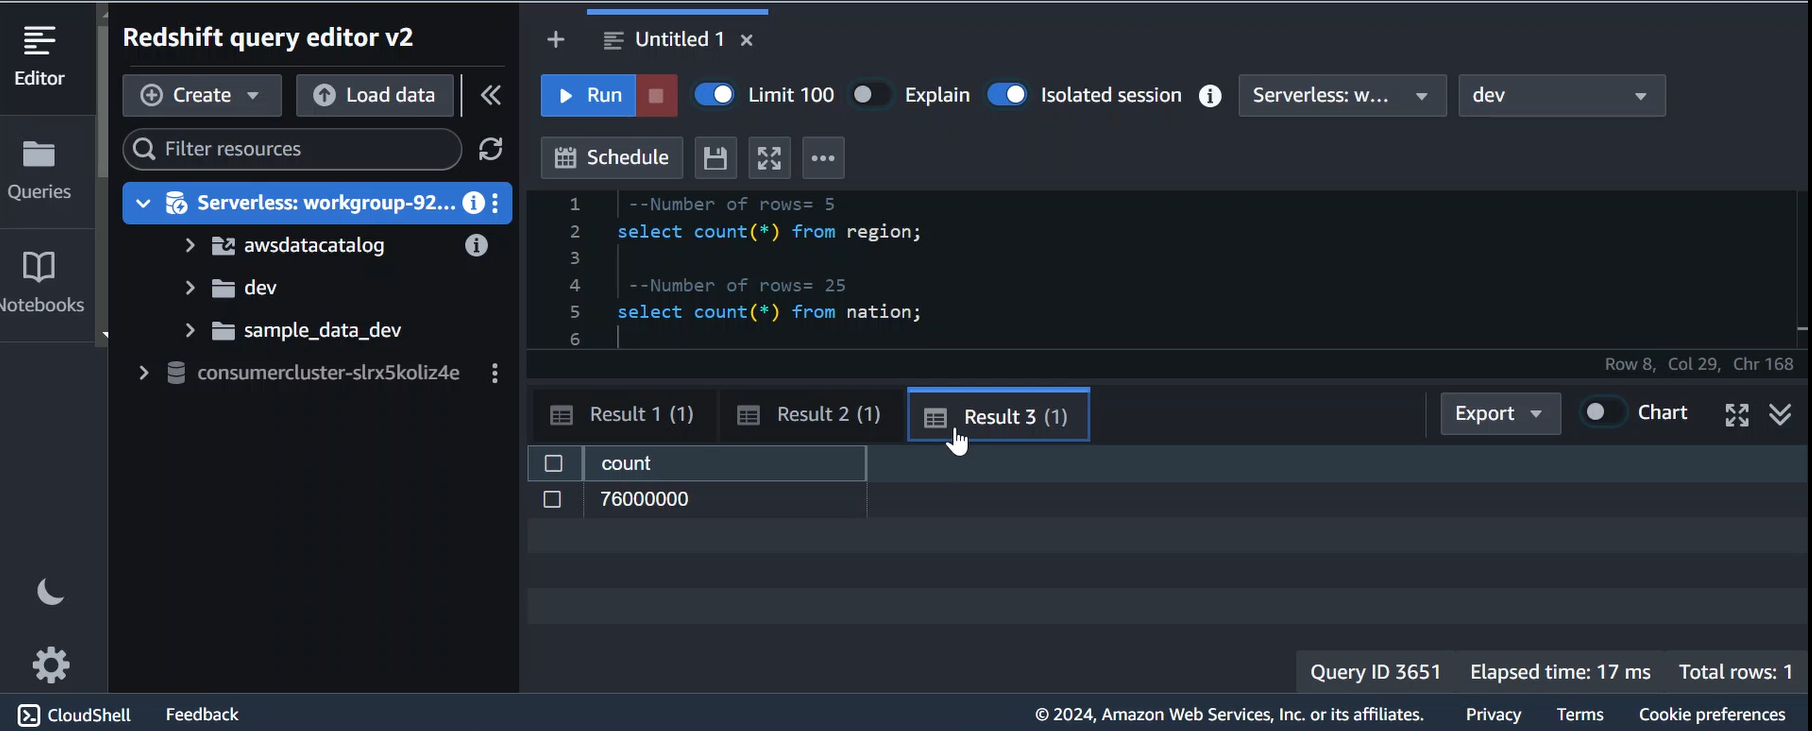 Editor
Queries
Notebooks
Redshift query editor v2
Create
Load data
Filter resources
Serverless: workgroup-92...
awsdatacatalog
dev
sample_data_dev
consumercluster-slrx5koliz4e
Untitled 1
Run
Limit 100
Explain
Isolated session
Serverless: w...
dev
Schedule
1 --Number of rows= 5
2 select count(*) from region;
3
4 --Number of rows= 25
5 select count(*) from nation;
6
Row 8, Col 29, Chr 168
Result 1 (1)
Result 2 (1)
Result 3 (1)
Export
Chart
count
76000000
Query ID 3651
Elapsed time: 17 ms
Total rows: 1
CloudShell
Feedback
© 2024, Amazon Web Services, Inc. or its affiliates.
Privacy
Terms
Cookie preferences